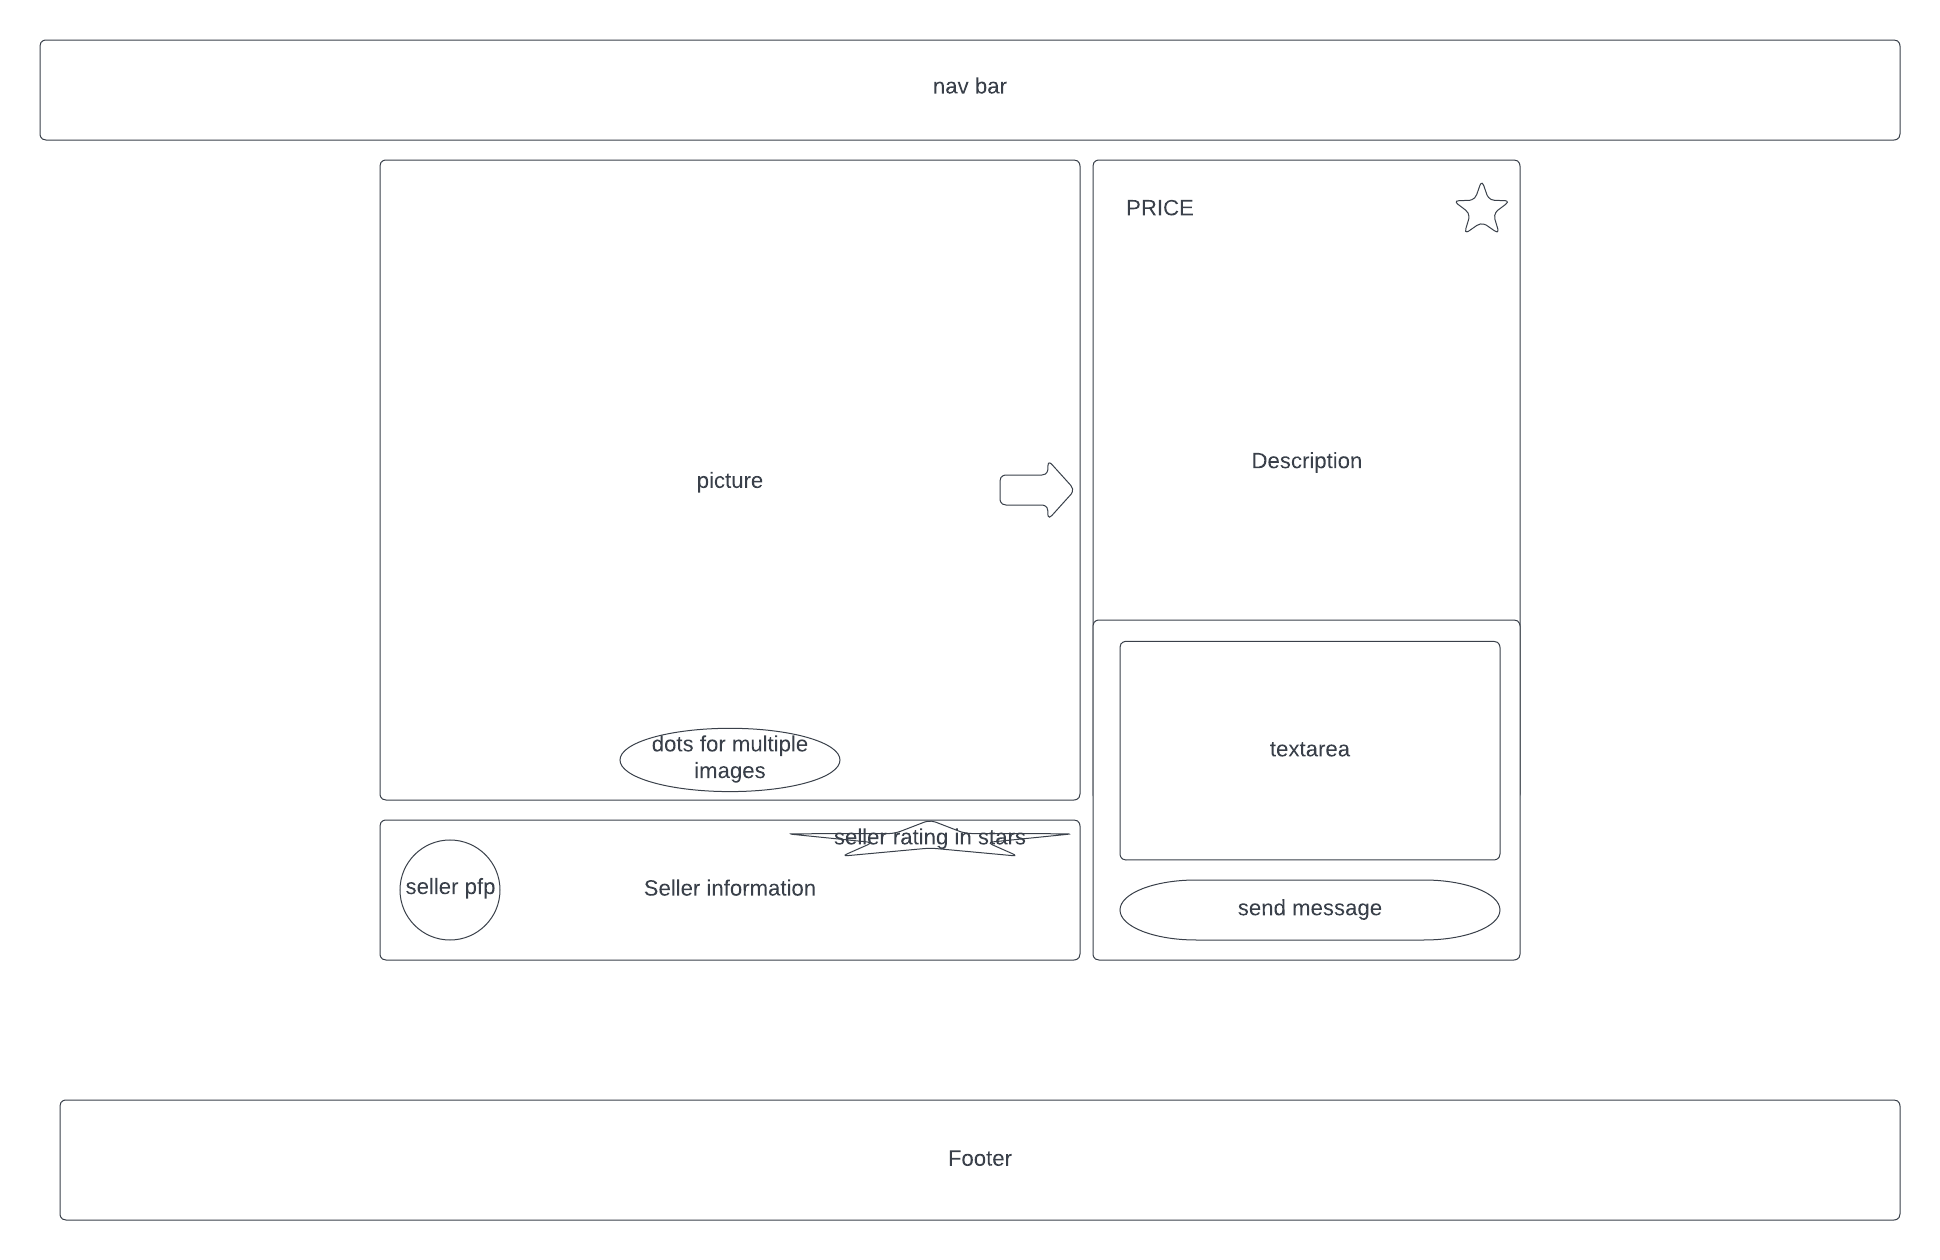 nav bar
PRICE
picture
Description
dots for multiple
images
textarea
seller rating in stars
seller pfp
Seller information
send message
Footer